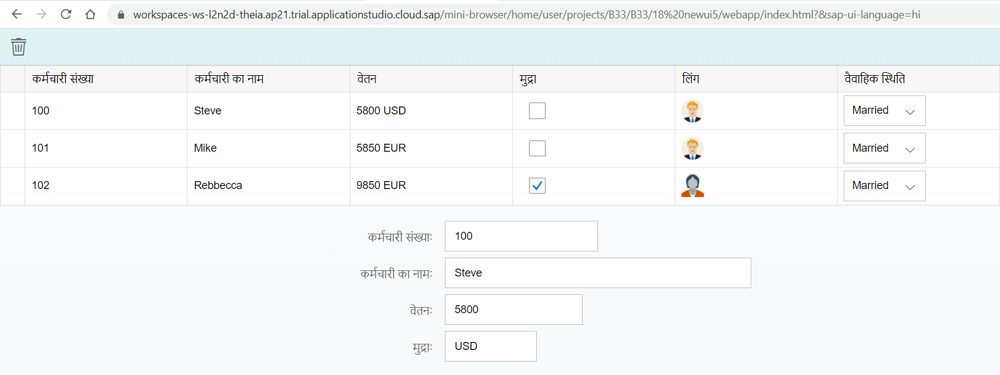 workspaces-ws-l2n2d-theia.ap21.trial.applicationstudio.cloud.sap/mini-browser/home/user/projects/B33/B33/18%20newui5/webapp/index.html?&sap-ui-language=hi
कर्मचारी संख्या कर्मचारी का नाम वेतन मुद्रा लिंग वैवाहिक स्थिति
100 Steve 5800 USD Married
101 Mike 5850 EUR Married
102 Rebbecca 9850 EUR Married
कर्मचारी संख्या: 100
कर्मचारी का नाम: Steve
वेतन: 5800
मुद्रा: USD